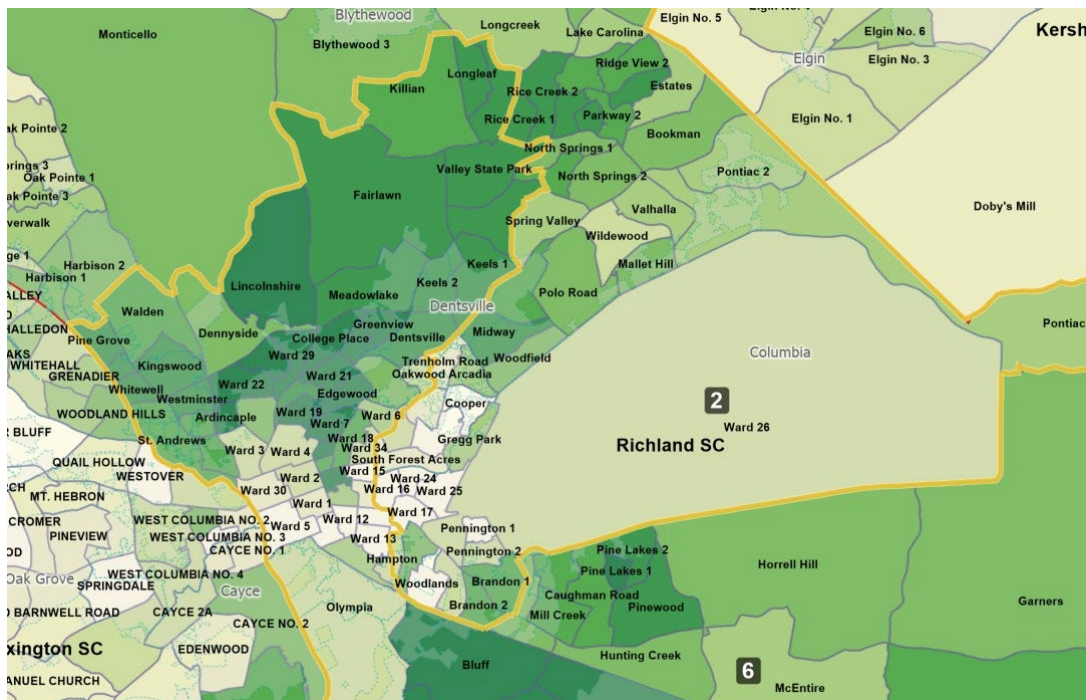 Blythewood
Longcreek
Elgin No. 5
Monticello
Blythewood 3
Lake Carolina
Elgin No. 6
Kersh
Longleaf
Ridge View 2
Elgin
Elgin No. 3
Killian
Rice Creek 2
Estates
Rice Creek 1
Parkway 2
Elgin No. 1
ak Pointe 2
Bookman
North Springs 1
prings 3
Oak Pointe 1
Valley State Park
North Springs 2
Pontiac 2
ak Pointe 3
Fairlawn
Doby's Mill
verwalk
Spring Valley
Valhalla
Wildewood
ge 1
Harbison 2
Keels 1
Mallet Hill
Harbison 1
Keels 2
ALLEY
Lincolnshire
Meadowlake
Polo Road
Walden
Dentsville
HALLEDON
Dennyside
Greenview
Midway
Pontiac
Pine Grove
College Place
Dentsville
AKS
Ward 29
Trenholm Road
Woodfield
Columbia
WHITEHALL
Kingswood
Oakwood Arcadia
GRENADIER
Ward 22
Ward 21
Whitewell
Edgewood
Westminster
Cooper
2
WOODLAND HILLS
Ardincaple
Ward 19
Ward 6
Ward 7
Ward 26
R BLUFF
St. Andrews
Ward 18
Gregg Park
Richland SC
Ward 3
Ward 4
Ward 34
QUAIL HOLLOW
South Forest Acres
WESTOVER
Ward 15
Ward 2
Ward 24
RCH
Ward 30
Ward 16
Ward 25
MT. HEBRON
Ward 1
Ward 17
CROMER
WEST COLUMBIA NO. 2
Ward 5
Ward 12
Pennington 1
PINEVIEW
WEST COLUMBIA NO. 3
Ward 13
CAYCE NO. 1
Pennington 2
Pine Lakes 2
OD
Hampton
Horrell Hill
WEST COLUMBIA NO. 4
Pine Lakes 1
Oak Grove
SPRINGDALE
Woodlands
Brandon 1
Cayce
Caughman Road
Garners
O BARNWELL ROAD
CAYCE 2A
Olympia
Brandon 2
Pinewood
Mill Creek
CAYCE NO. 2
xington SC
EDENWOOD
Bluff
Hunting Creek
6
ANUEL CHURCH
McEntire